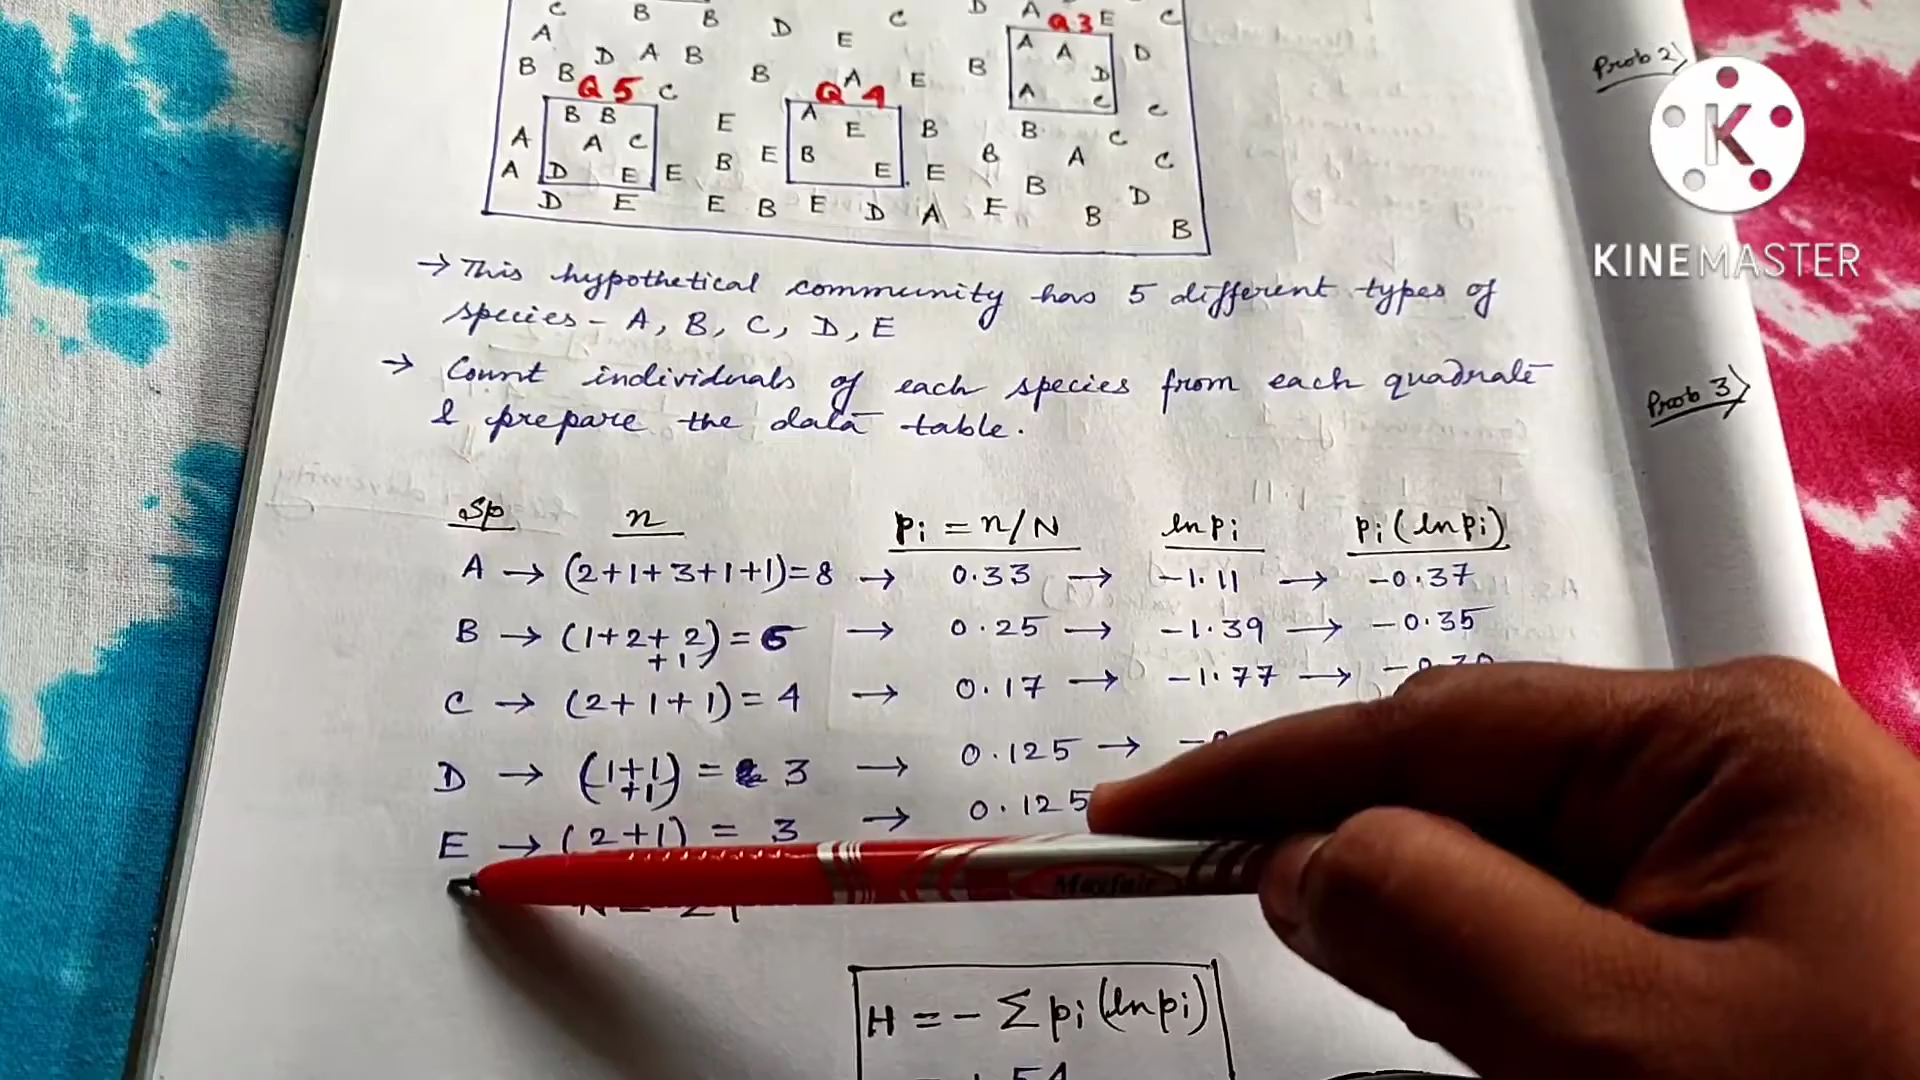 C B B D C D A Q3 E C
A D A B E A A D
B B B A E B D
Q5 C Q4 A C C
B B E A E B B C
A A C B E B B A C
A D E E E E B D
D E E B E D A E B B
→ This hypothetical community has 5 different types of
species - A, B, C, D, E
→ Count individuals of each species from each quadrate
& prepare the data table.
Sp n Pi = n/N ln Pi Pi (ln Pi)
A → (2+1+3+1+1)=8 → 0.33 → -1.11 → -0.37
B → (1+2+2+1) = 6 → 0.25 → -1.39 → -0.35
C → (2+1+1) = 4 → 0.17 → -1.77 →
D → (1+1+1) = 3 → 0.125 →
E → (2+1) = 3 → 0.125
H = - Σ Pi (ln Pi)
Prob 2)
Prob 3)
K
KINEMASTER
Maxfair